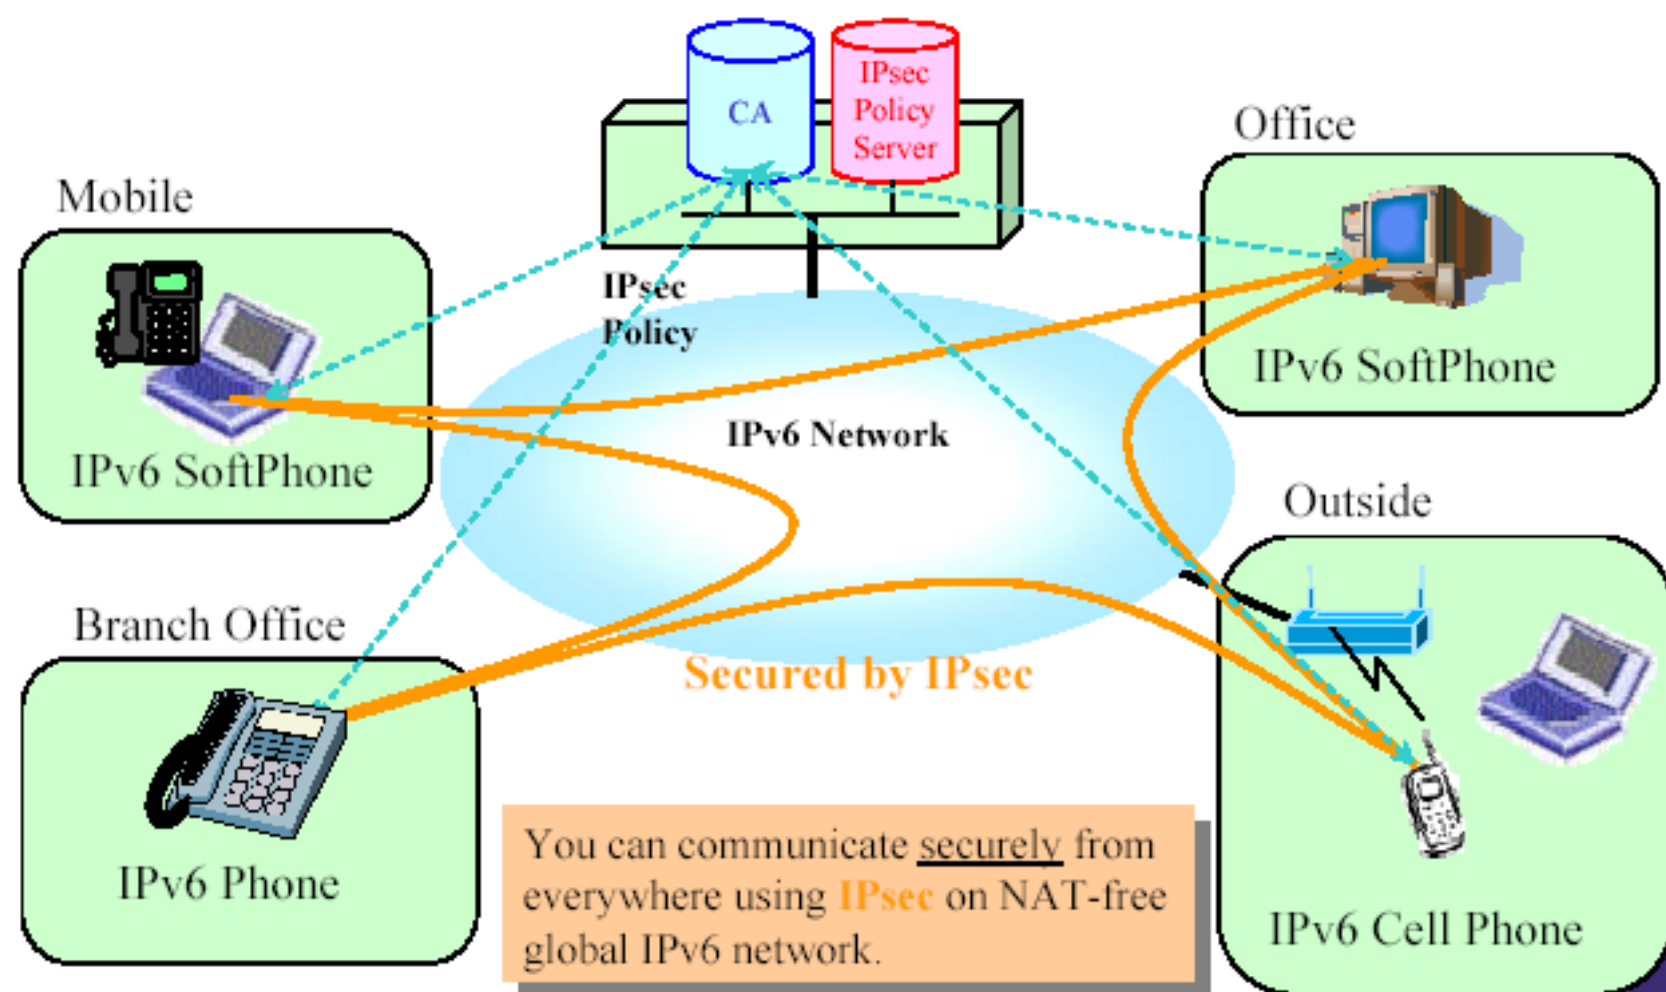 CA
IPsec
Policy
Server
Office
Mobile
IPsec
Policy
IPv6 SoftPhone
IPv6 Network
IPv6 SoftPhone
Outside
Branch Office
Secured by IPsec
You can communicate securely from
everywhere using IPsec on NAT-free
global IPv6 network.
IPv6 Phone
IPv6 Cell Phone